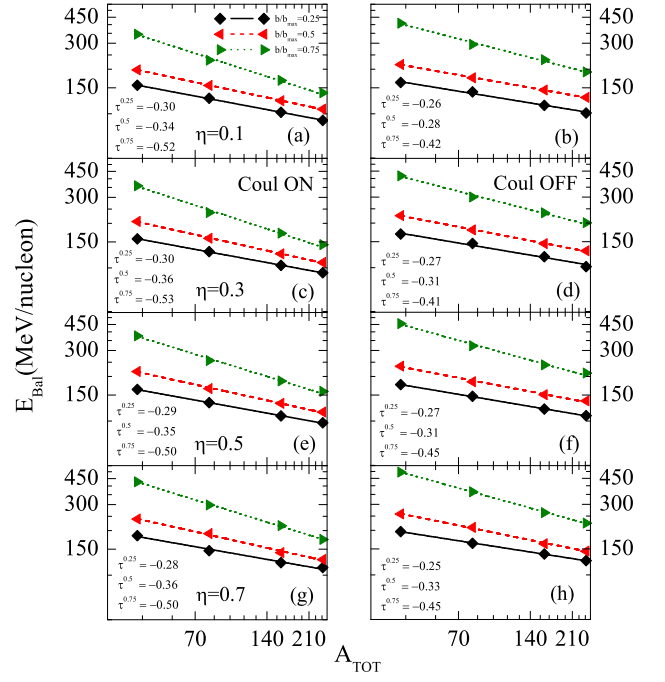 450
300
150
b/b_max=0.25
b/b_max=0.5
b/b_max=0.75
τ^0.25 = −0.30
τ^0.5 = −0.34
τ^0.75 = −0.52
η=0.1
(a)
450
300
150
τ^0.25 = −0.26
τ^0.5 = −0.28
τ^0.75 = −0.42
(b)
450
300
150
Coul ON
τ^0.25 = −0.30
τ^0.5 = −0.36
τ^0.75 = −0.53
η=0.3
(c)
450
300
150
Coul OFF
τ^0.25 = −0.27
τ^0.5 = −0.31
τ^0.75 = −0.41
(d)
E_Bal(MeV/nucleon)
450
300
150
τ^0.25 = −0.29
τ^0.5 = −0.35
τ^0.75 = −0.50
η=0.5
(e)
450
300
150
τ^0.25 = −0.27
τ^0.5 = −0.31
τ^0.75 = −0.45
(f)
450
300
150
τ^0.25 = −0.28
τ^0.5 = −0.36
τ^0.75 = −0.50
η=0.7
(g)
450
300
150
τ^0.25 = −0.25
τ^0.5 = −0.33
τ^0.75 = −0.45
(h)
70 140 210
70 140 210
A_TOT